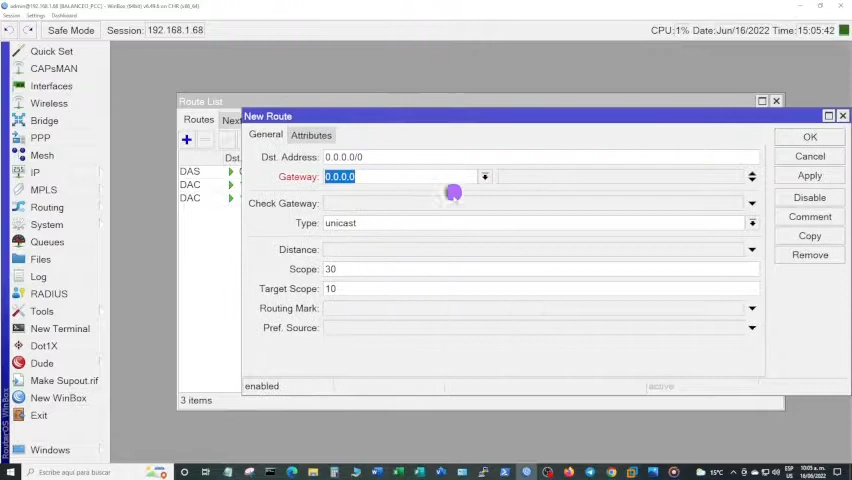 admin@192.168.1.68 (BALANCED_PCC) - WinBox (64bit) v6.49.6 on CHR (x86_64)
Session Settings Dashboard
Safe Mode Session: 192.168.1.68 CPU: 1% Date: Jun/16/2022 Time: 15:05:42
Quick Set
CAPsMAN
Interfaces
Wireless
Bridge
PPP
Mesh
IP
MPLS
Routing
System
Queues
Files
Log
RADIUS
Tools
New Terminal
Dot1X
Dude
Make Supout.rif
New WinBox
Exit
Windows
RouterOS WinBox
Route List
Routes Next
Dst.
DAS
DAC
DAC
3 items
New Route
General Attributes
Dst. Address: 0.0.0.0/0
Gateway: 0.0.0.0
Check Gateway:
Type: unicast
Distance:
Scope: 30
Target Scope: 10
Routing Mark:
Pref. Source:
enabled active
OK
Cancel
Apply
Disable
Comment
Copy
Remove
Escribe aquí para buscar
15°C
ESP
US
10:05 a. m.
16/06/2022